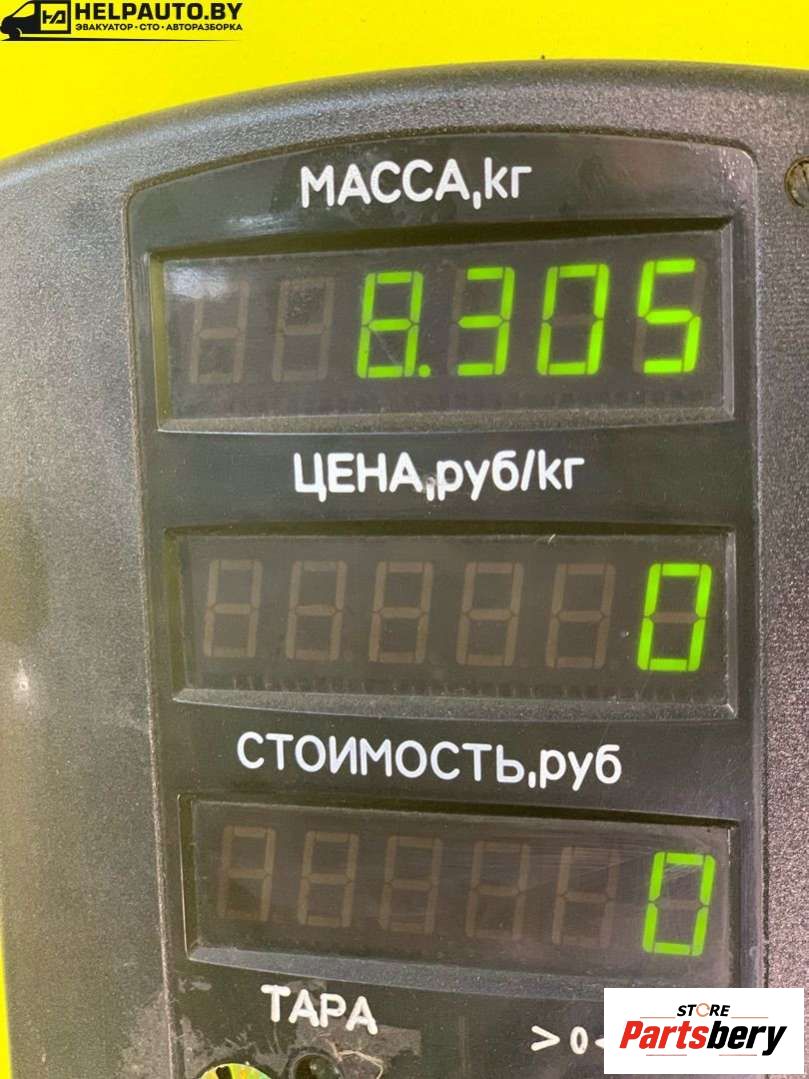 HELPAUTO.BY
ЭВАКУАТОР · СТО · АВТОРАЗБОРКА
МАССА,кг
8.305
ЦЕНА,руб/кг
0
СТОИМОСТЬ,руб
0
ТАРА
>0<
STORE
Partsbery